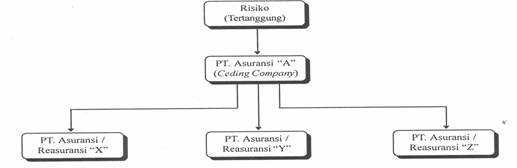 Risiko
(Tertanggung)
PT. Asuransi "A"
(Ceding Company)
PT. Asuransi /
Reasuransi "X"
PT. Asuransi /
Reasuransi "Y"
PT. Asuransi /
Reasuransi "Z"